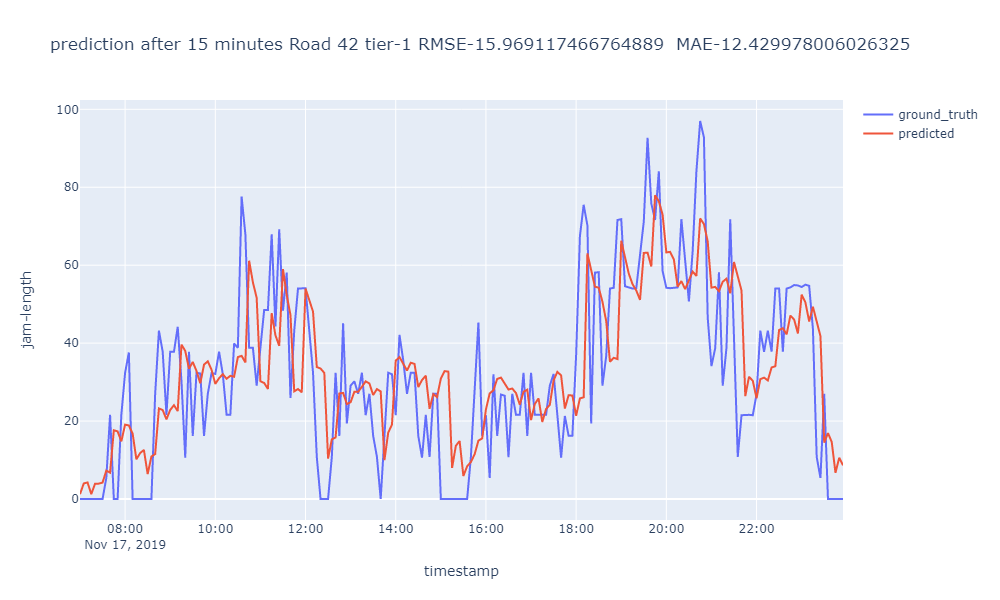 prediction after 15 minutes Road 42 tier-1 RMSE-15.969117466764889  MAE-12.429978006026325
ground_truth
predicted
jam-length
100
80
60
40
20
0
08:00 10:00 12:00 14:00 16:00 18:00 20:00 22:00
Nov 17, 2019
timestamp